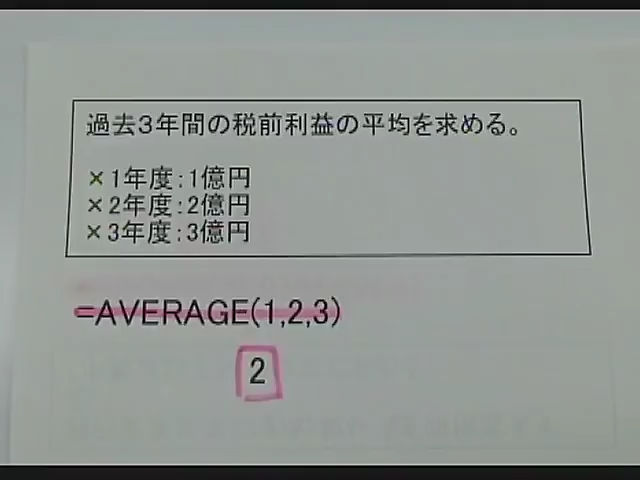 過去3年間の税前利益の平均を求める。
×1年度:1億円
×2年度:2億円
×3年度:3億円
=AVERAGE(1,2,3)
2